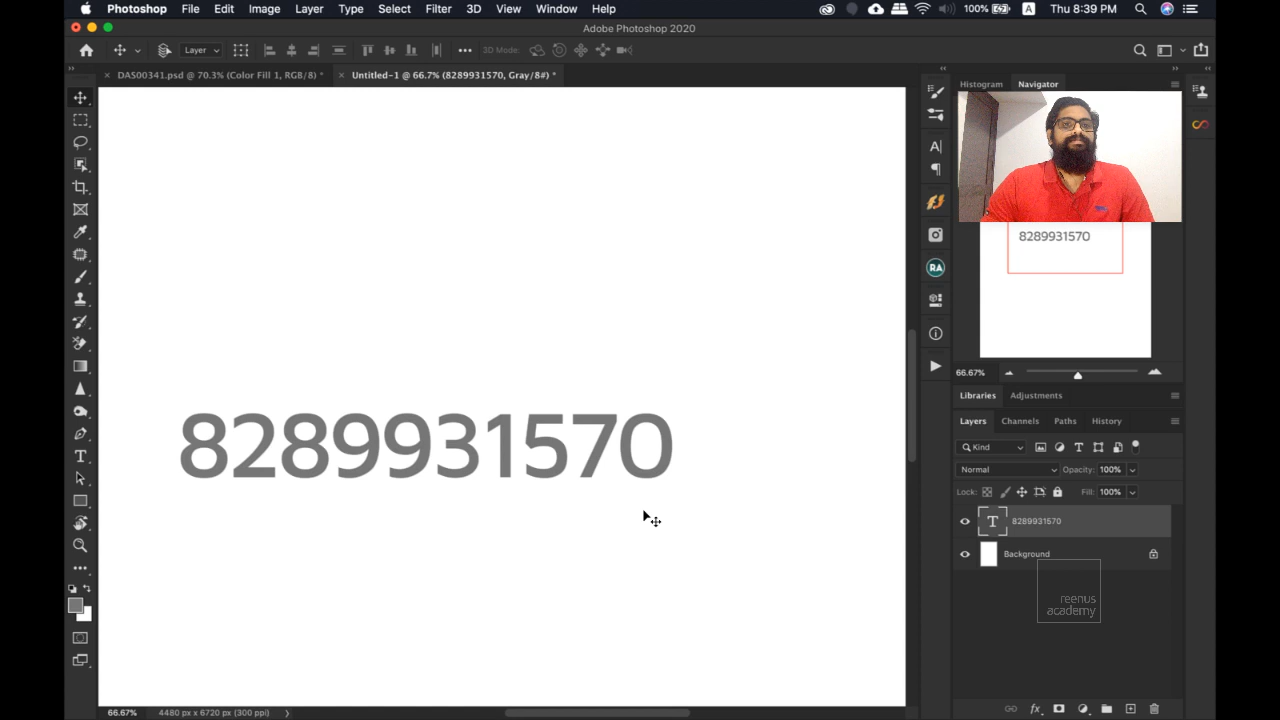 Photoshop File Edit Image Layer Type Select Filter 3D View Window Help 100% A Thu 8:39 PM
Adobe Photoshop 2020
Layer 3D Mode:
× DAS00341.psd @ 70.3% (Color Fill 1, RGB/8) * × Untitled-1 @ 66.7% (8289931570, Gray/8#) *
Histogram Navigator
8289931570
66.67%
Libraries Adjustments
Layers Channels Paths History
Kind
Normal Opacity: 100%
Lock: Fill: 100%
8289931570
Background
reenus
academy
RA
8289931570
66.67% 4480 px x 6720 px (300 ppi)